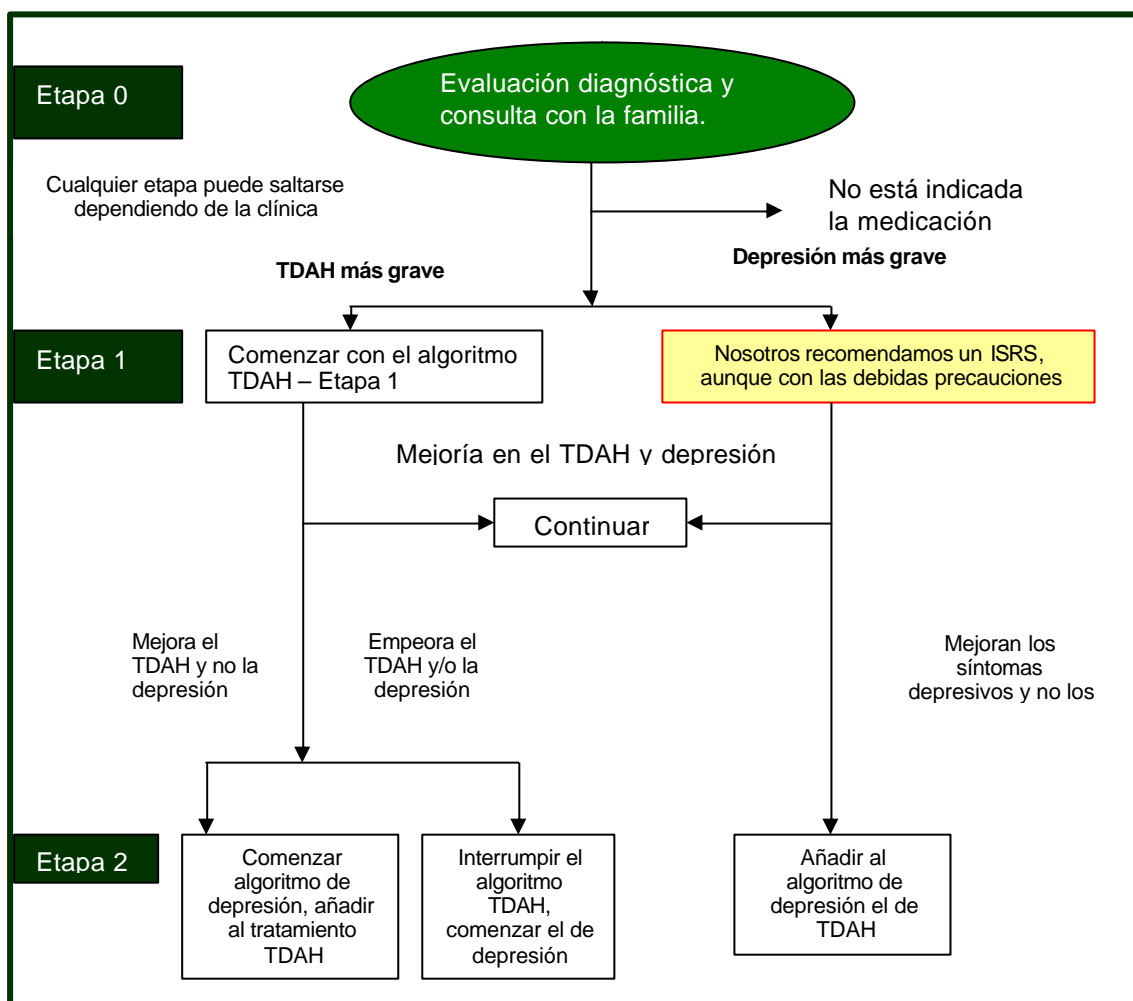 Etapa 0
Evaluación diagnóstica y
consulta con la familia.
Cualquier etapa puede saltarse
dependiendo de la clínica
No está indicada
la medicación
TDAH más grave
Depresión más grave
Etapa 1
Comenzar con el algoritmo
TDAH – Etapa 1
Nosotros recomendamos un ISRS,
aunque con las debidas precauciones
Mejoría en el TDAH y depresión
Continuar
Mejora el
TDAH y no la
depresión
Empeora el
TDAH y/o la
depresión
Mejoran los
síntomas
depresivos y no los
Etapa 2
Comenzar
algoritmo de
depresión, añadir
al tratamiento
TDAH
Interrumpir el
algoritmo
TDAH,
comenzar el de
depresión
Añadir al
algoritmo de
depresión el de
TDAH